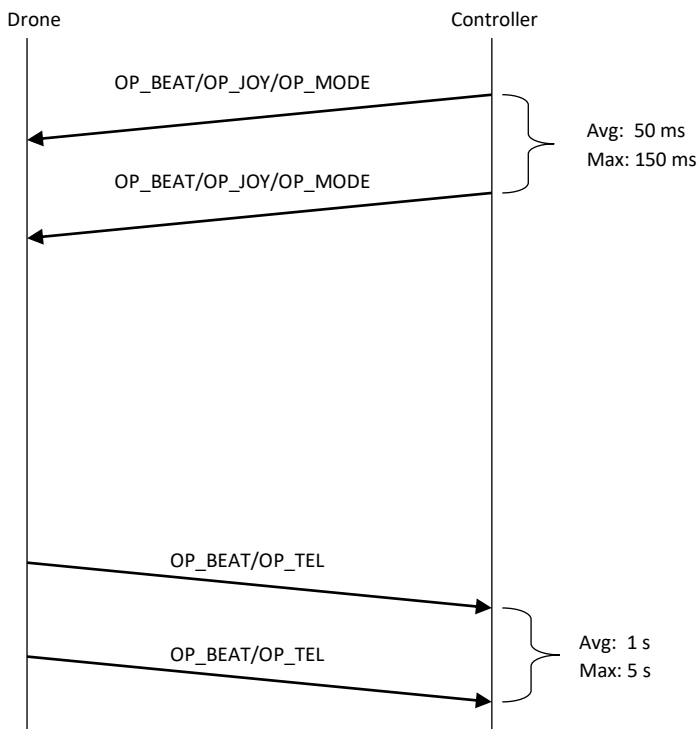 Drone
Controller
OP_BEAT/OP_JOY/OP_MODE
Avg: 50 ms
Max: 150 ms
OP_BEAT/OP_JOY/OP_MODE
OP_BEAT/OP_TEL
Avg: 1 s
Max: 5 s
OP_BEAT/OP_TEL